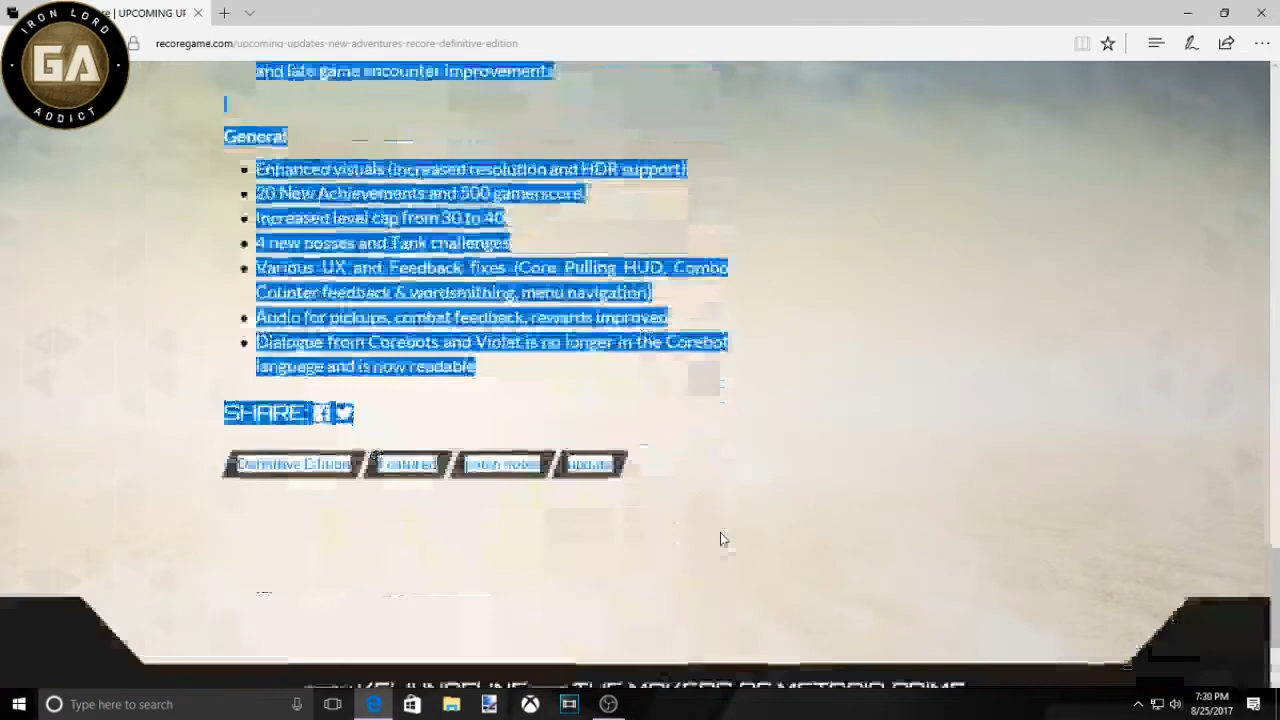 IRON LORD
GA
ADDICT
| UPCOMING UP
recoregame.com/upcoming-updates-new-adventures-recore-definitive-edition
and late game encounter improvement.
General
Enhanced visuals (increased resolution and HDR support)
20 New Achievements and 500 gamerscore
Increased level cap from 30 to 40
4 new bosses and Tank challenges
Various UX and Feedback fixes (Core Pulling HUD, Combo
Counter feedback & wordsmithing, menu navigation)
Audio for pickups, combat feedback, rewards improved
Dialogue from Corebots and Violet is no longer in the Corebot
language and is now readable
SHARE:
Definitive Edition
Featured
patch notes
update
THE MAKERS OF METROID PRIME
Type here to search
7:30 PM
8/25/2017